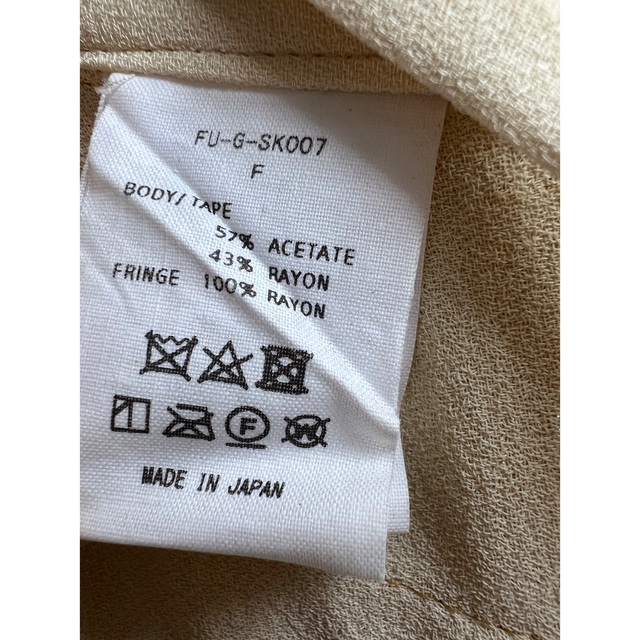 FU-G-SK007
F
BODY/TAPE
57% ACETATE
43% RAYON
FRINGE 100% RAYON
F
W
MADE IN JAPAN